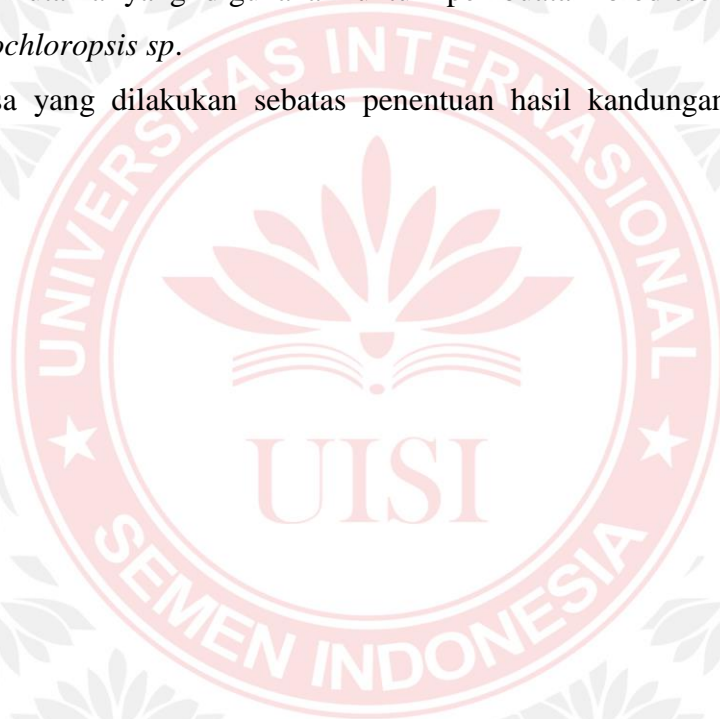 ochloropsis sp.
sa yang dilakukan sebatas penentuan hasil kandungan
UNIVERSITAS INTERNASIONAL
UISI
SEMEN INDONESIA